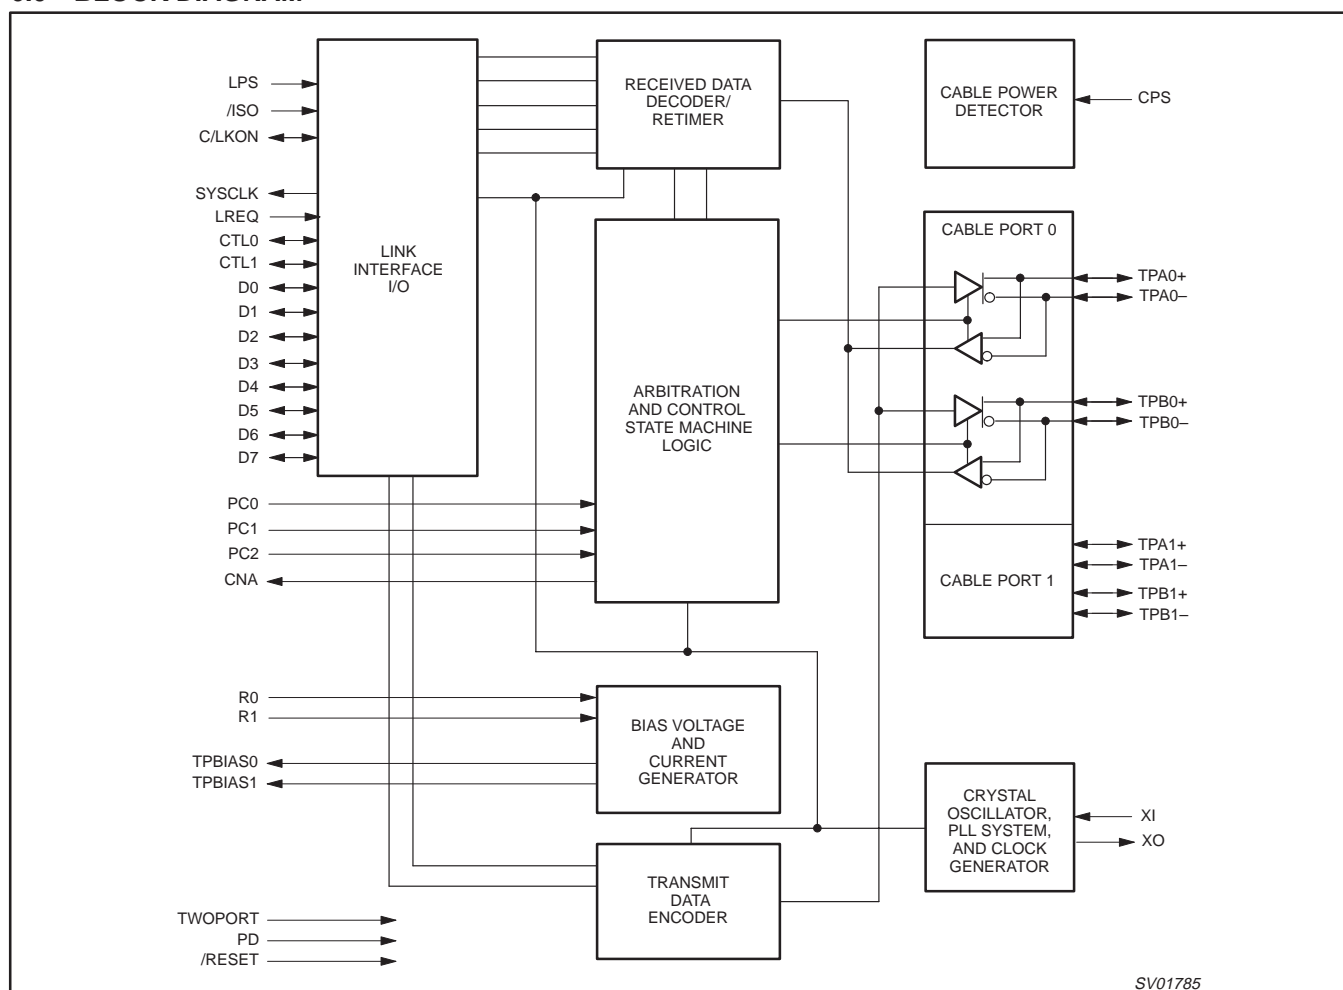 LPS
/ISO
C/LKON
SYSCLK
LREQ
CTL0
CTL1
D0
D1
D2
D3
D4
D5
D6
D7
LINK
INTERFACE
I/O
RECEIVED DATA
DECODER/
RETIMER
CABLE POWER
DETECTOR
CPS
CABLE PORT 0
TPA0+
TPA0–
TPB0+
TPB0–
ARBITRATION
AND CONTROL
STATE MACHINE
LOGIC
PC0
PC1
PC2
CNA
CABLE PORT 1
TPA1+
TPA1–
TPB1+
TPB1–
R0
R1
TPBIAS0
TPBIAS1
BIAS VOLTAGE
AND
CURRENT
GENERATOR
CRYSTAL
OSCILLATOR,
PLL SYSTEM,
AND CLOCK
GENERATOR
XI
XO
TRANSMIT
DATA
ENCODER
TWOPORT
PD
/RESET
SV01785